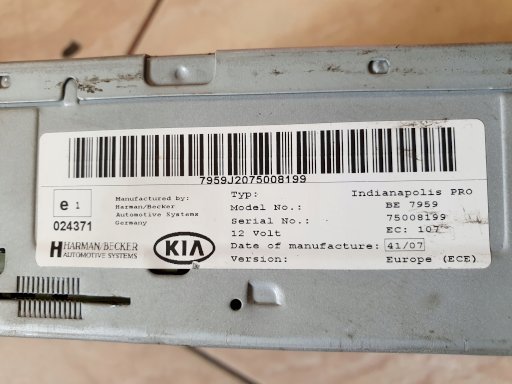 7959J2075008199
e 1
024371
Manufactured by:
Harman/Becker
Automotive Systems
Germany
HARMAN/BECKER
AUTOMOTIVE SYSTEMS
KIA
Typ: Indianapolis PRO
Model No.: BE 7959
Serial No.: 75008199
12 Volt EC: 107
Date of manufacture: 41/07
Version: Europe (ECE)